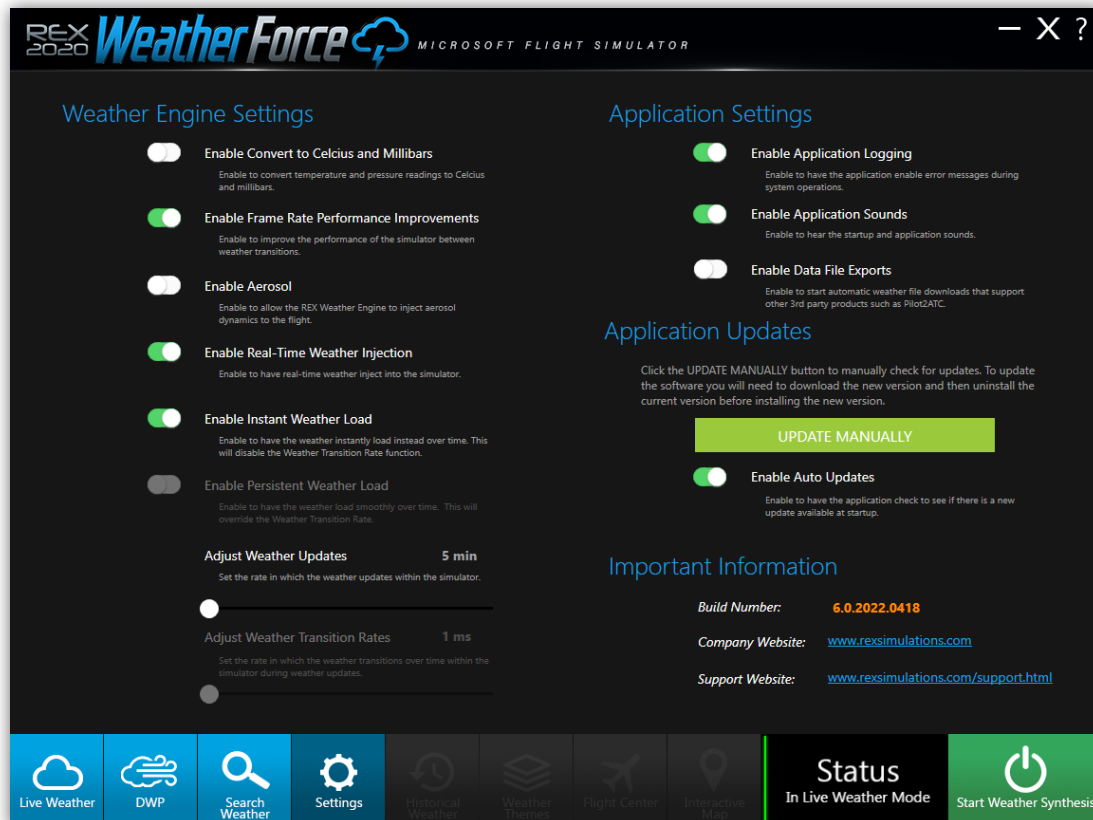 REX 2020 WeatherForce MICROSOFT FLIGHT SIMULATOR
— X ?
Weather Engine Settings
Enable Convert to Celcius and Millibars
Enable to convert temperature and pressure readings to Celcius
and millibars.
Enable Frame Rate Performance Improvements
Enable to improve the performance of the simulator between
weather transitions.
Enable Aerosol
Enable to allow the REX Weather Engine to inject aerosol
dynamics to the flight.
Enable Real-Time Weather Injection
Enable to have real-time weather inject into the simulator.
Enable Instant Weather Load
Enable to have the weather instantly load instead over time. This
will disable the Weather Transition Rate function.
Enable Persistent Weather Load
Enable to have the weather load smoothly over time. This will
override the Weather Transition Rate.
Adjust Weather Updates 5 min
Set the rate in which the weather updates within the simulator.
Adjust Weather Transition Rates 1 ms
Set the rate in which the weather transitions over time within the
simulator during weather updates.
Application Settings
Enable Application Logging
Enable to have the application enable error messages during
system operations.
Enable Application Sounds
Enable to hear the startup and application sounds.
Enable Data File Exports
Enable to start automatic weather file downloads that support
other 3rd party products such as Pilot2ATC.
Application Updates
Click the UPDATE MANUALLY button to manually check for updates. To update
the software you will need to download the new version and then uninstall the
current version before installing the new version.
UPDATE MANUALLY
Enable Auto Updates
Enable to have the application check to see if there is a new
update available at startup.
Important Information
Build Number: 6.0.2022.0418
Company Website: www.rexsimulations.com
Support Website: www.rexsimulations.com/support.html
Live Weather
DWP
Search
Weather
Settings
Historical
Weather
Weather
Themes
Flight Center
Interactive
Map
Status
In Live Weather Mode
Start Weather Synthesis